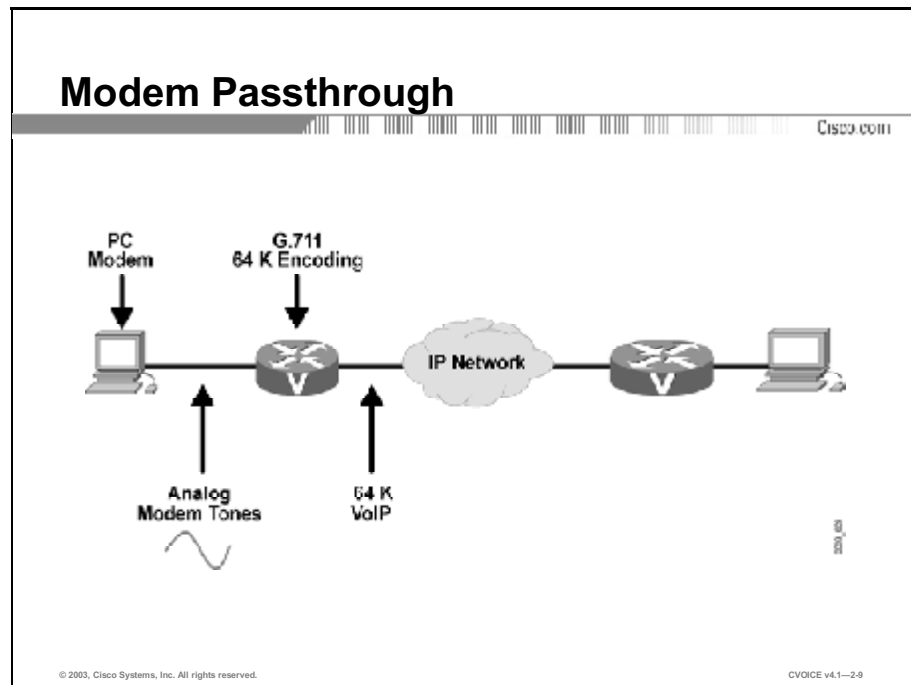 Modem Passthrough
Cisco.com
PC
Modem
G.711
64 K Encoding
IP Network
V
V
Analog
Modem Tones
64 K
VoIP
© 2003, Cisco Systems, Inc. All rights reserved.
CVOICE v4.1—2-9